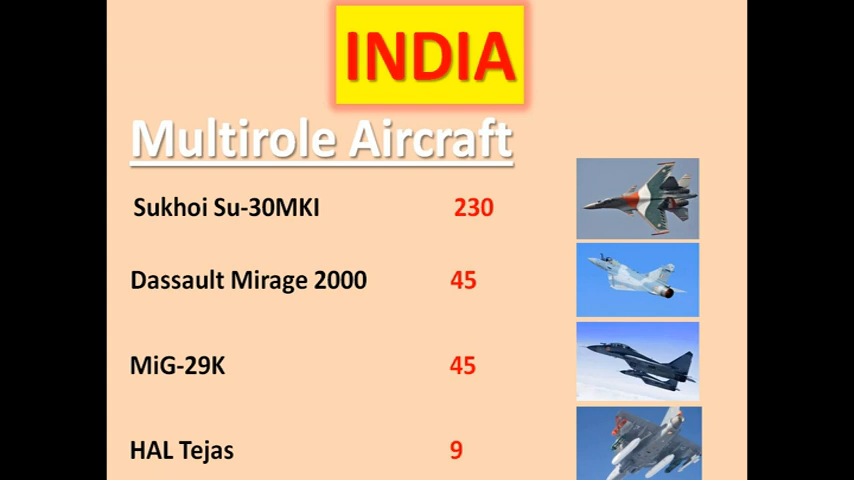 INDIA
Multirole Aircraft
Sukhoi Su-30MKI 230
Dassault Mirage 2000 45
MiG-29K 45
HAL Tejas 9